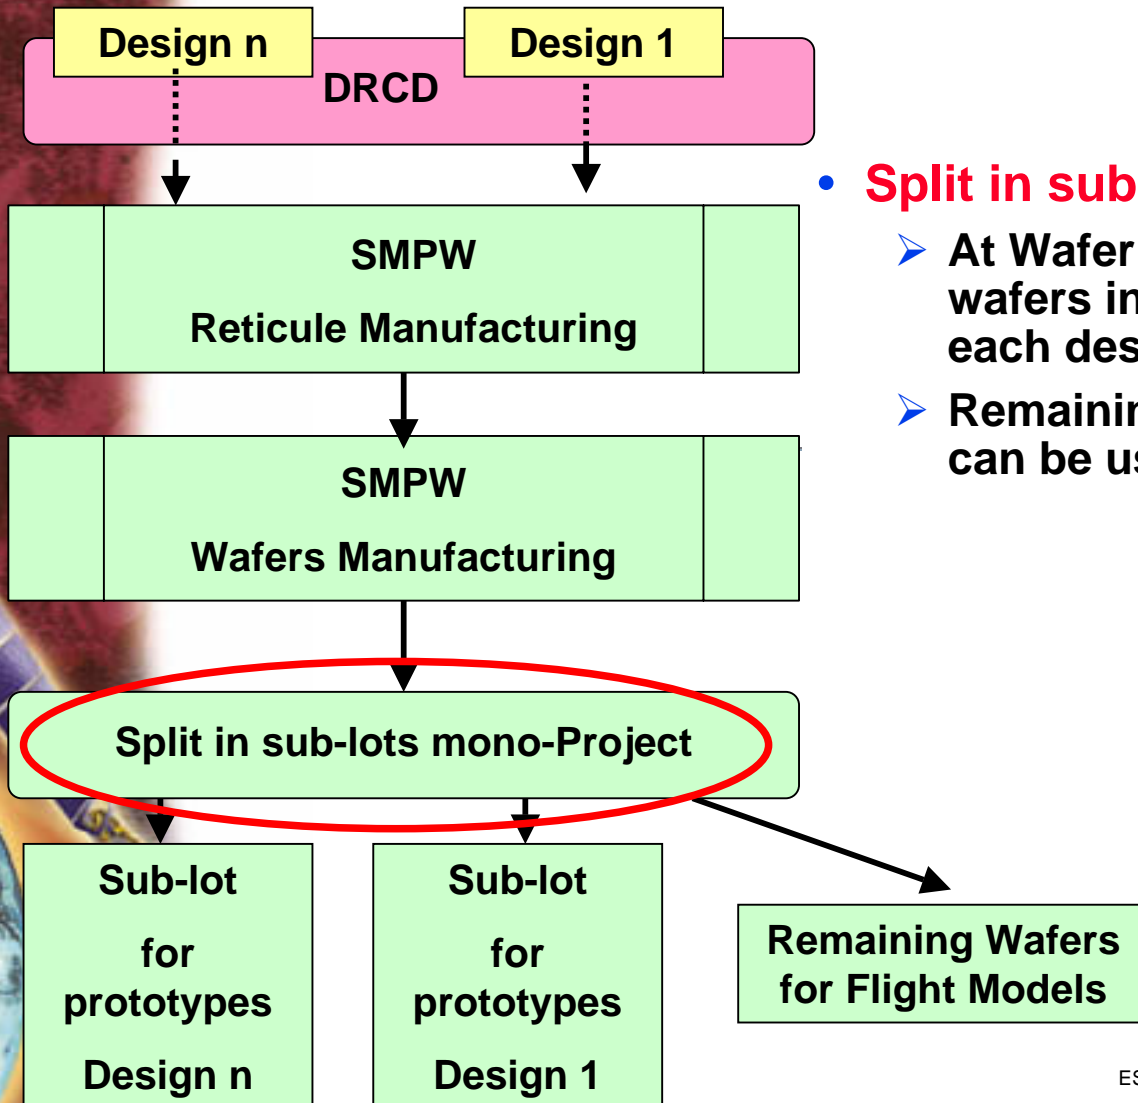 Design n
Design 1
DRCD
SMPW
Reticule Manufacturing
SMPW
Wafers Manufacturing
Split in sub-lots mono-Project
Sub-lot
for
prototypes
Design n
Sub-lot
for
prototypes
Design 1
Remaining Wafers
for Flight Models
• Split in sub
➢ At Wafer
wafers in
each des
➢ Remainin
can be us
ES